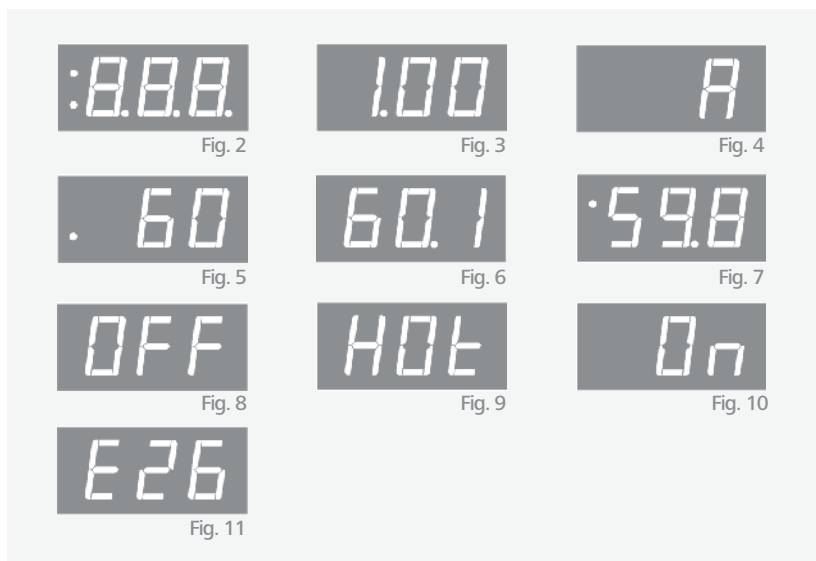 :8.8.8.
1.00
A
Fig. 2
Fig. 3
Fig. 4
. 60
60.1
·59.8
Fig. 5
Fig. 6
Fig. 7
OFF
HOt
On
Fig. 8
Fig. 9
Fig. 10
E26
Fig. 11